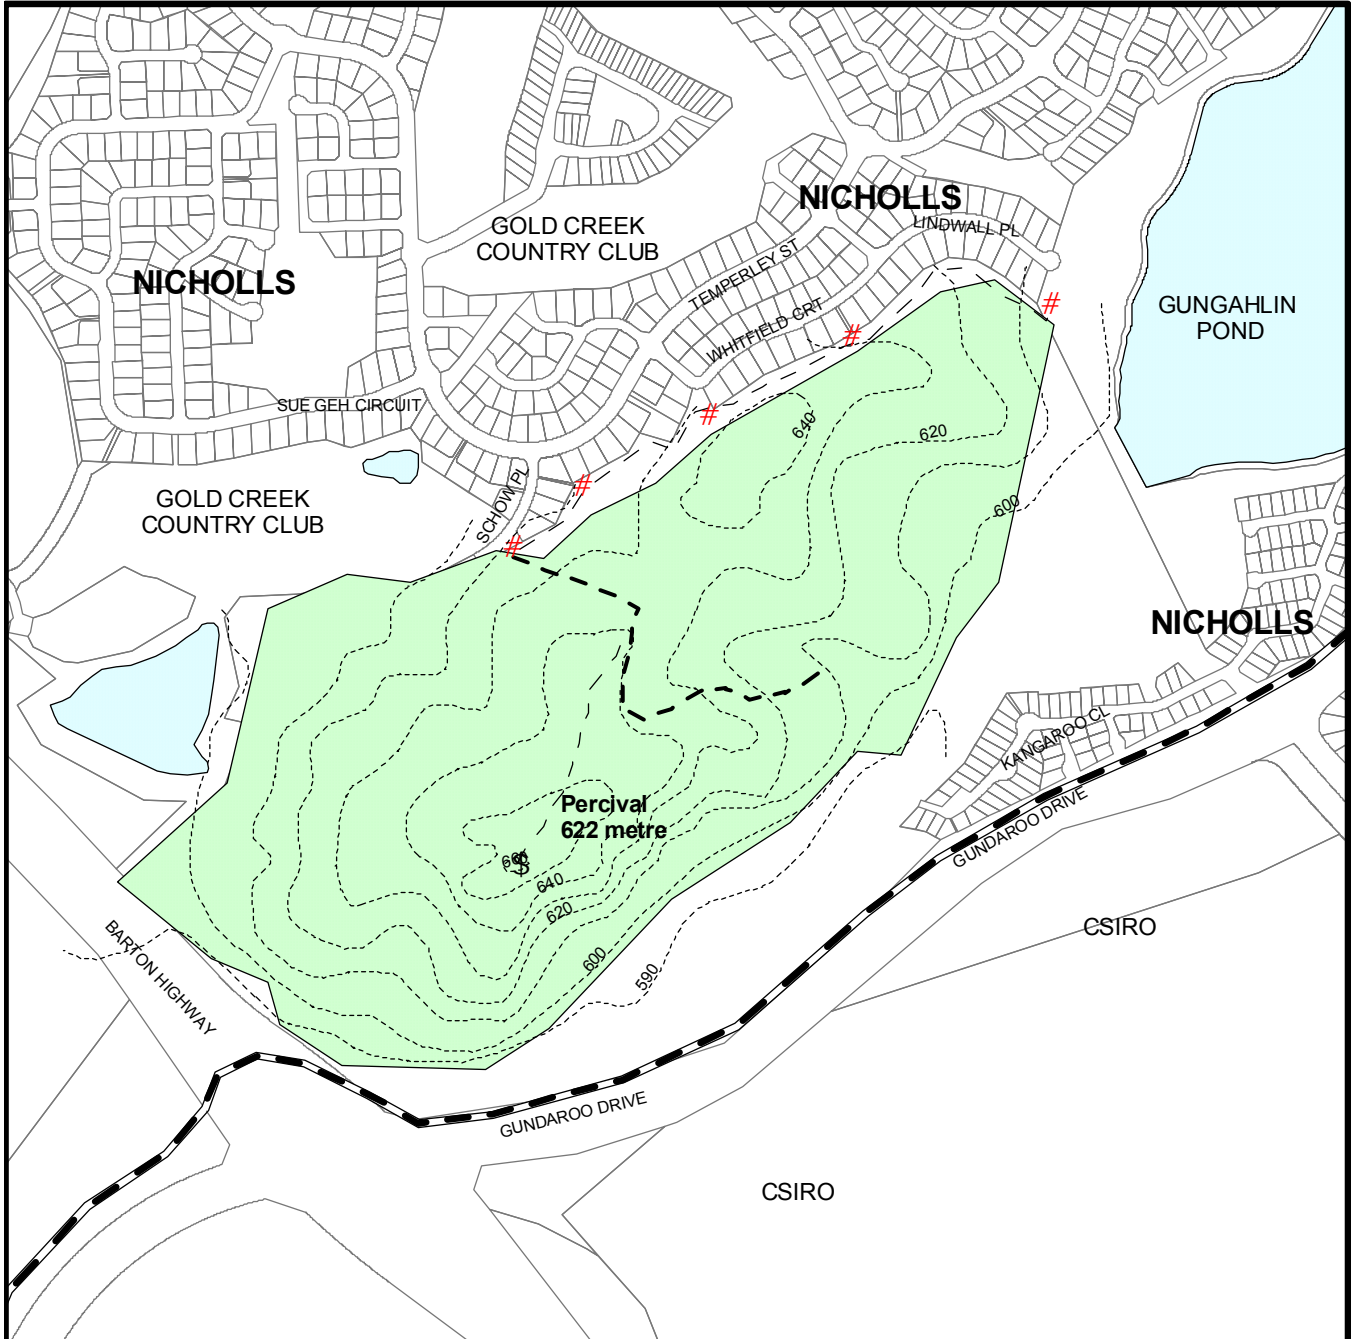 NICHOLLS
LINDWALL PL
GOLD CREEK
COUNTRY CLUB
TEMPERLEY ST
NICHOLLS
GUNGAHLIN
POND
WHITFIELD CRT
SUE GEH CIRCUIT
640
620
GOLD CREEK
COUNTRY CLUB
SCHOW PL
600
NICHOLLS
KANGAROO CL
Percival
622 metre
GUNDAROO DRIVE
640
620
CSIRO
600
590
BARTON HIGHWAY
GUNDAROO DRIVE
CSIRO